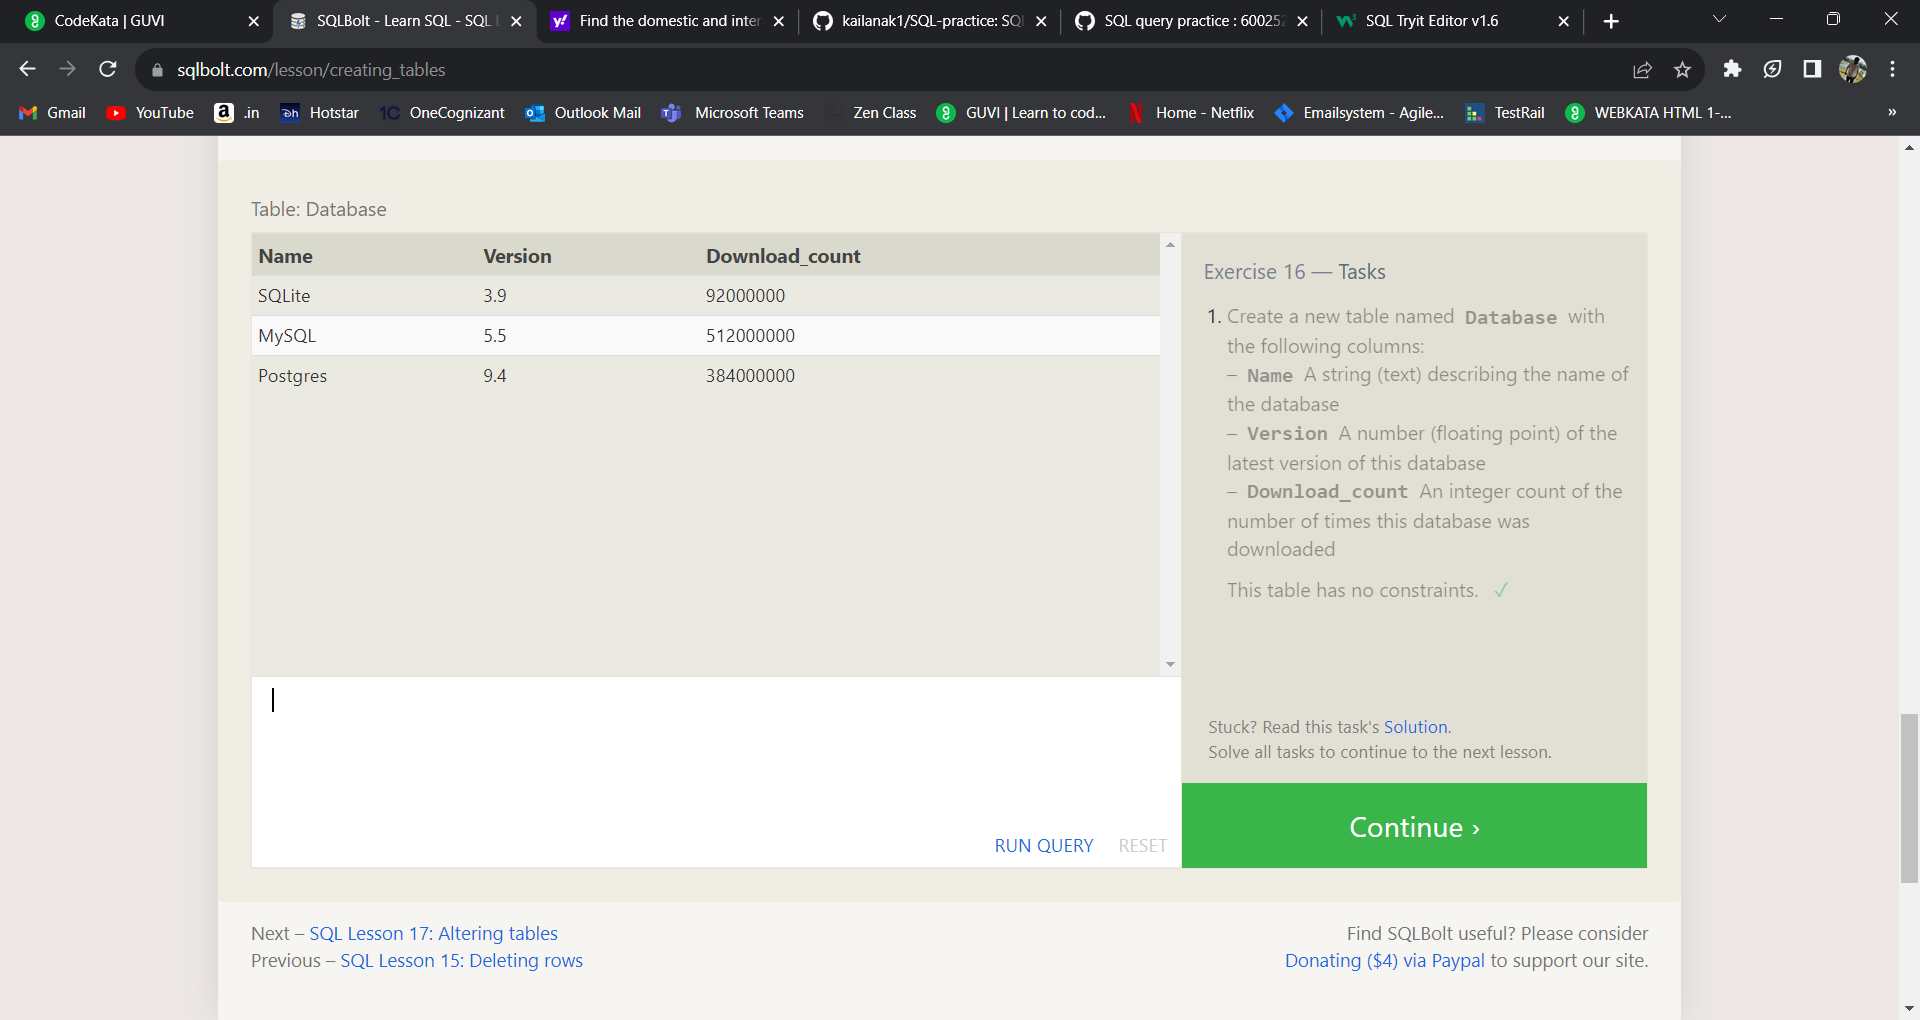 CodeKata | GUVI
SQLBolt - Learn SQL - SQL
Find the domestic and inter
kailanak1/SQL-practice: SQ
SQL query practice : 60025
SQL Tryit Editor v1.6
sqlbolt.com/lesson/creating_tables
Gmail
YouTube
.in
Hotstar
OneCognizant
Outlook Mail
Microsoft Teams
Zen Class
GUVI | Learn to cod...
Home - Netflix
Emailsystem - Agile...
TestRail
WEBKATA HTML 1-...
»
Table: Database
Name Version Download_count
SQLite 3.9 92000000
MySQL 5.5 512000000
Postgres 9.4 384000000
Exercise 16 — Tasks
1. Create a new table named Database with
the following columns:
– Name A string (text) describing the name of
the database
– Version A number (floating point) of the
latest version of this database
– Download_count An integer count of the
number of times this database was
downloaded
This table has no constraints. ✓
Stuck? Read this task's Solution.
Solve all tasks to continue to the next lesson.
RUN QUERY RESET
Continue ›
Next – SQL Lesson 17: Altering tables
Previous – SQL Lesson 15: Deleting rows
Find SQLBolt useful? Please consider
Donating ($4) via Paypal to support our site.